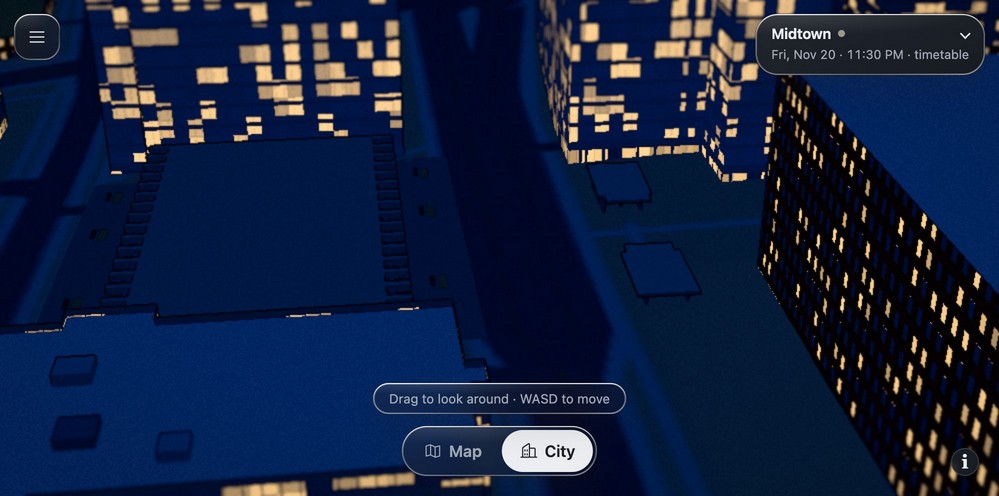 Midtown
Fri, Nov 20 · 11:30 PM · timetable
Drag to look around · WASD to move
Map
City
i